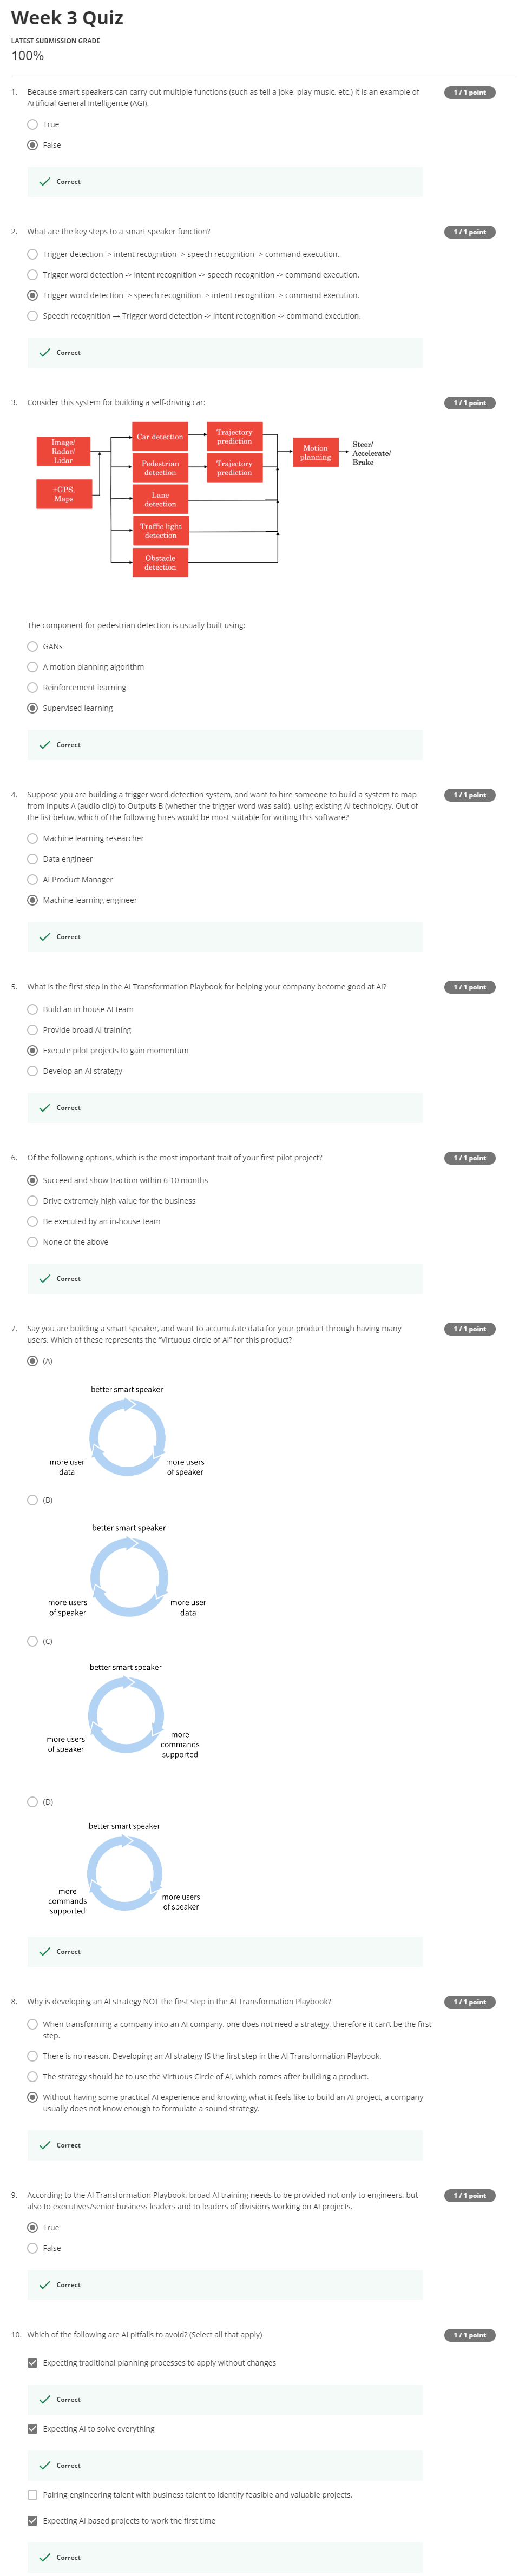 Week 3 Quiz
LATEST SUBMISSION GRADE
100%
1. Because smart speakers can carry out multiple functions (such as tell a joke, play music, etc.) it is an example of
Artificial General Intelligence (AGI).
1 / 1 point
True
False
Correct
2. What are the key steps to a smart speaker function?
1 / 1 point
Trigger detection -> intent recognition -> speech recognition -> command execution.
Trigger word detection -> intent recognition -> speech recognition -> command execution.
Trigger word detection -> speech recognition -> intent recognition -> command execution.
Speech recognition → Trigger word detection -> intent recognition -> command execution.
Correct
3. Consider this system for building a self-driving car:
1 / 1 point
Image/
Radar/
Lidar
+GPS,
Maps
Car detection
Trajectory
prediction
Pedestrian
detection
Trajectory
prediction
Lane
detection
Traffic light
detection
Obstacle
detection
Motion
planning
Steer/
Accelerate/
Brake
The component for pedestrian detection is usually built using:
GANs
A motion planning algorithm
Reinforcement learning
Supervised learning
Correct
4. Suppose you are building a trigger word detection system, and want to hire someone to build a system to map
from Inputs A (audio clip) to Outputs B (whether the trigger word was said), using existing AI technology. Out of
the list below, which of the following hires would be most suitable for writing this software?
1 / 1 point
Machine learning researcher
Data engineer
AI Product Manager
Machine learning engineer
Correct
5. What is the first step in the AI Transformation Playbook for helping your company become good at AI?
1 / 1 point
Build an in-house AI team
Provide broad AI training
Execute pilot projects to gain momentum
Develop an AI strategy
Correct
6. Of the following options, which is the most important trait of your first pilot project?
1 / 1 point
Succeed and show traction within 6-10 months
Drive extremely high value for the business
Be executed by an in-house team
None of the above
Correct
7. Say you are building a smart speaker, and want to accumulate data for your product through having many
users. Which of these represents the "Virtuous circle of AI" for this product?
1 / 1 point
(A)
better smart speaker
more user
data
more users
of speaker
(B)
better smart speaker
more users
of speaker
more user
data
(C)
better smart speaker
more users
of speaker
more
commands
supported
(D)
better smart speaker
more
commands
supported
more users
of speaker
Correct
8. Why is developing an AI strategy NOT the first step in the AI Transformation Playbook?
1 / 1 point
When transforming a company into an AI company, one does not need a strategy, therefore it can't be the first
step.
There is no reason. Developing an AI strategy IS the first step in the AI Transformation Playbook.
The strategy should be to use the Virtuous Circle of AI, which comes after building a product.
Without having some practical AI experience and knowing what it feels like to build an AI project, a company
usually does not know enough to formulate a sound strategy.
Correct
9. According to the AI Transformation Playbook, broad AI training needs to be provided not only to engineers, but
also to executives/senior business leaders and to leaders of divisions working on AI projects.
1 / 1 point
True
False
Correct
10. Which of the following are AI pitfalls to avoid? (Select all that apply)
1 / 1 point
Expecting traditional planning processes to apply without changes
Correct
Expecting AI to solve everything
Correct
Pairing engineering talent with business talent to identify feasible and valuable projects.
Expecting AI based projects to work the first time
Correct